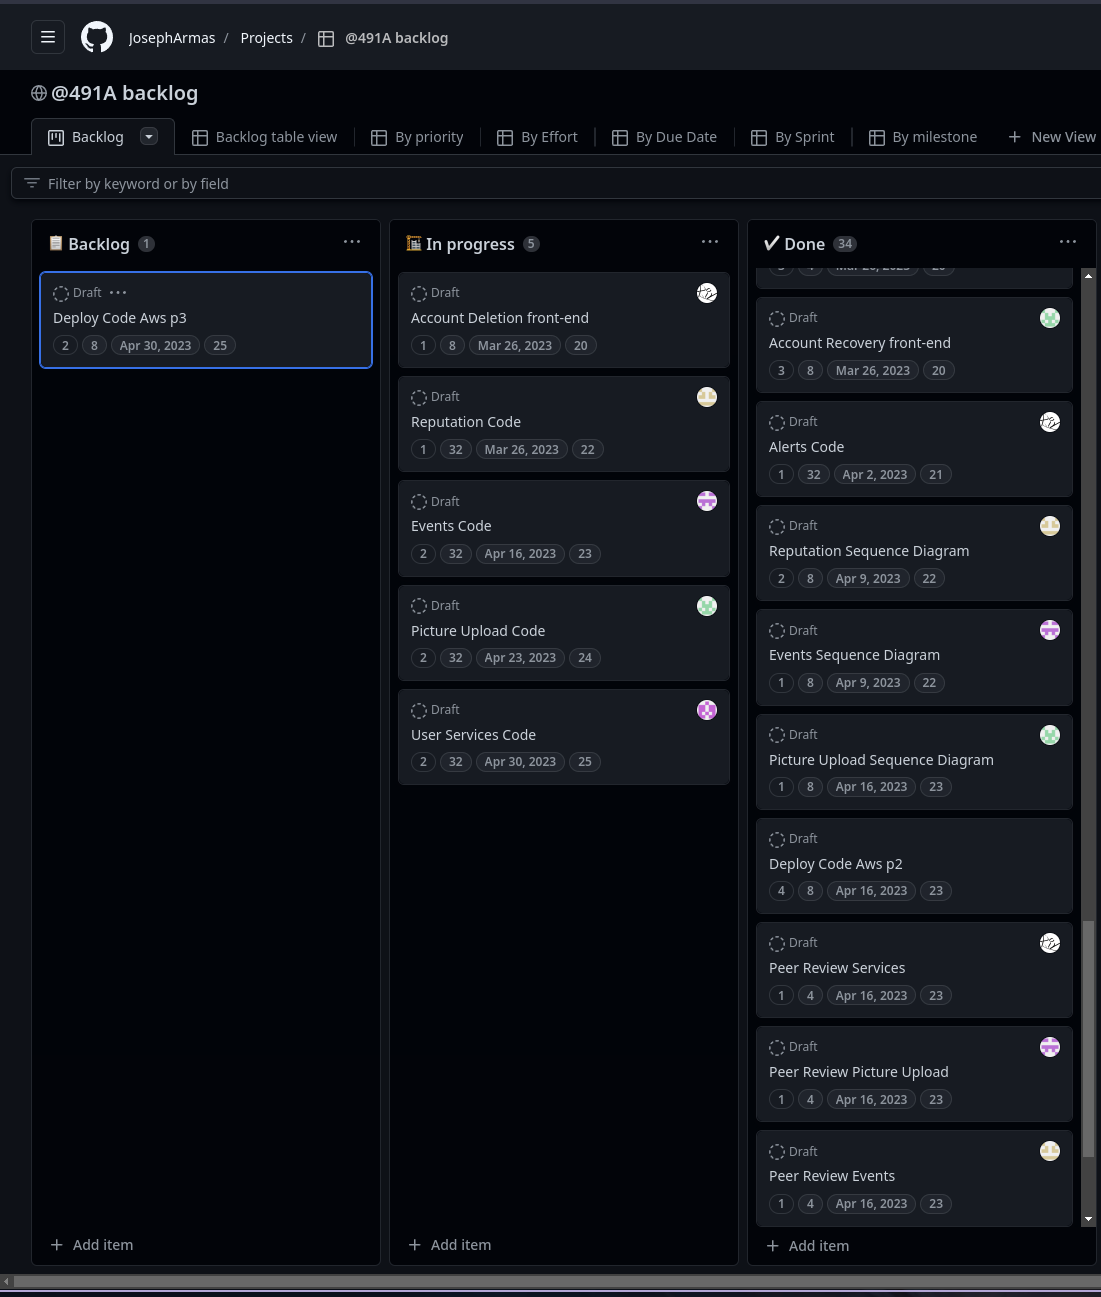 JosephArmas / Projects / @491A backlog
@491A backlog
Backlog Backlog table view By priority By Effort By Due Date By Sprint By milestone + New View
Filter by keyword or by field
Backlog 1 ...
Draft ...
Deploy Code Aws p3
2 8 Apr 30, 2023 25
+ Add item
In progress 5 ...
Draft
Account Deletion front-end
1 8 Mar 26, 2023 20
Draft
Reputation Code
1 32 Mar 26, 2023 22
Draft
Events Code
2 32 Apr 16, 2023 23
Draft
Picture Upload Code
2 32 Apr 23, 2023 24
Draft
User Services Code
2 32 Apr 30, 2023 25
+ Add item
Done 34 ...
3 4 Mar 26, 2023 20
Draft
Account Recovery front-end
3 8 Mar 26, 2023 20
Draft
Alerts Code
1 32 Apr 2, 2023 21
Draft
Reputation Sequence Diagram
2 8 Apr 9, 2023 22
Draft
Events Sequence Diagram
1 8 Apr 9, 2023 22
Draft
Picture Upload Sequence Diagram
1 8 Apr 16, 2023 23
Draft
Deploy Code Aws p2
4 8 Apr 16, 2023 23
Draft
Peer Review Services
1 4 Apr 16, 2023 23
Draft
Peer Review Picture Upload
1 4 Apr 16, 2023 23
Draft
Peer Review Events
1 4 Apr 16, 2023 23
+ Add item